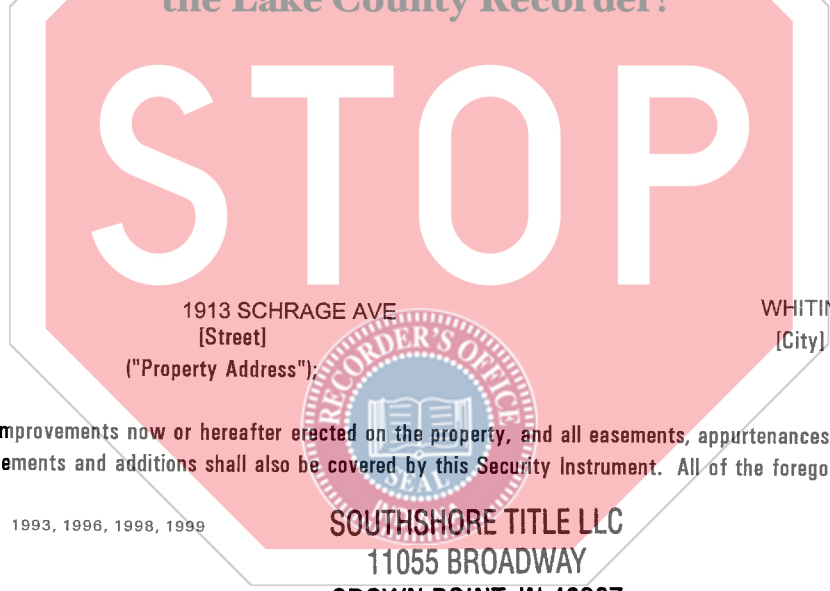 the Lake County Recorder!
STOP
1913 SCHRAGE AVE
[Street] [City]
("Property Address");
RECORDER'S OFFICE
SEAL
mprovements now or hereafter erected on the property, and all easements, appurtenances
ements and additions shall also be covered by this Security Instrument. All of the forego
1993, 1996, 1998, 1999
SOUTHSHORE TITLE LLC
11055 BROADWAY